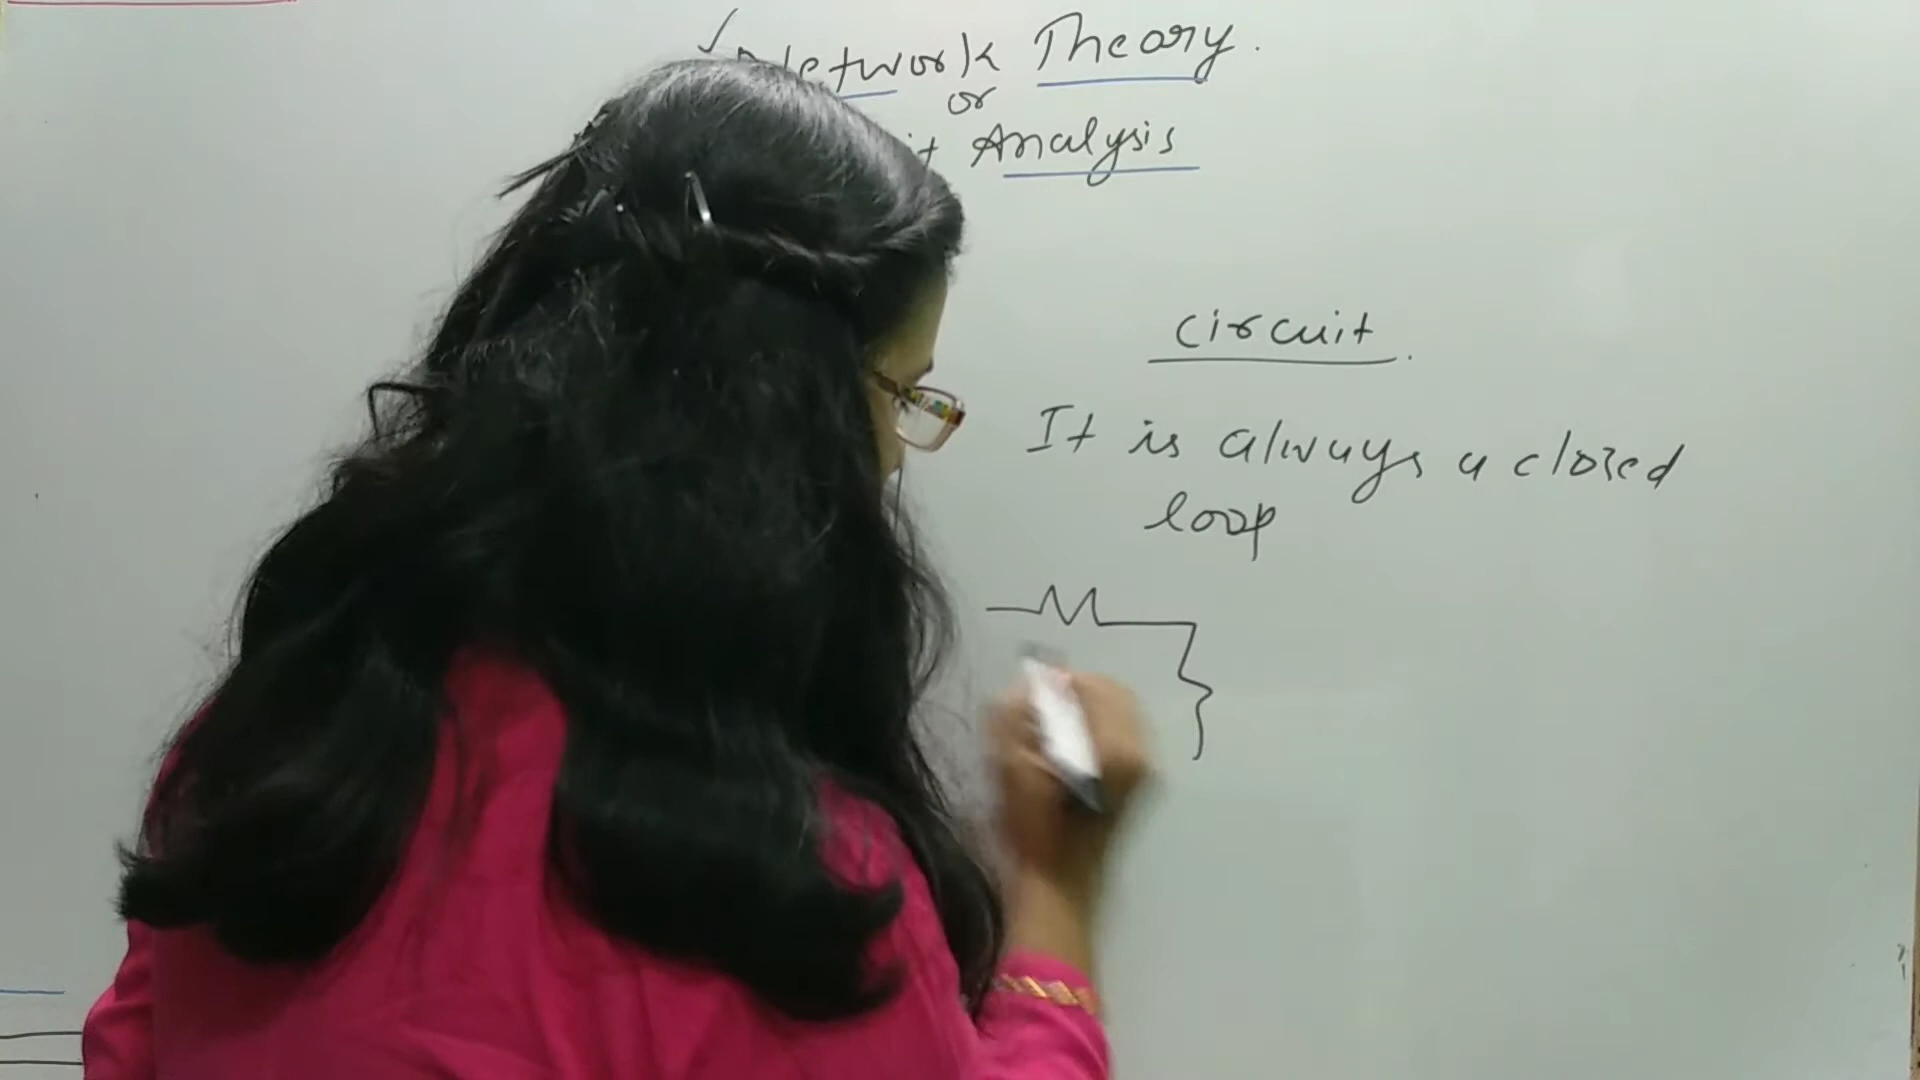 Network Theory.
or
Analysis
Circuit.
It is always a closed
loop